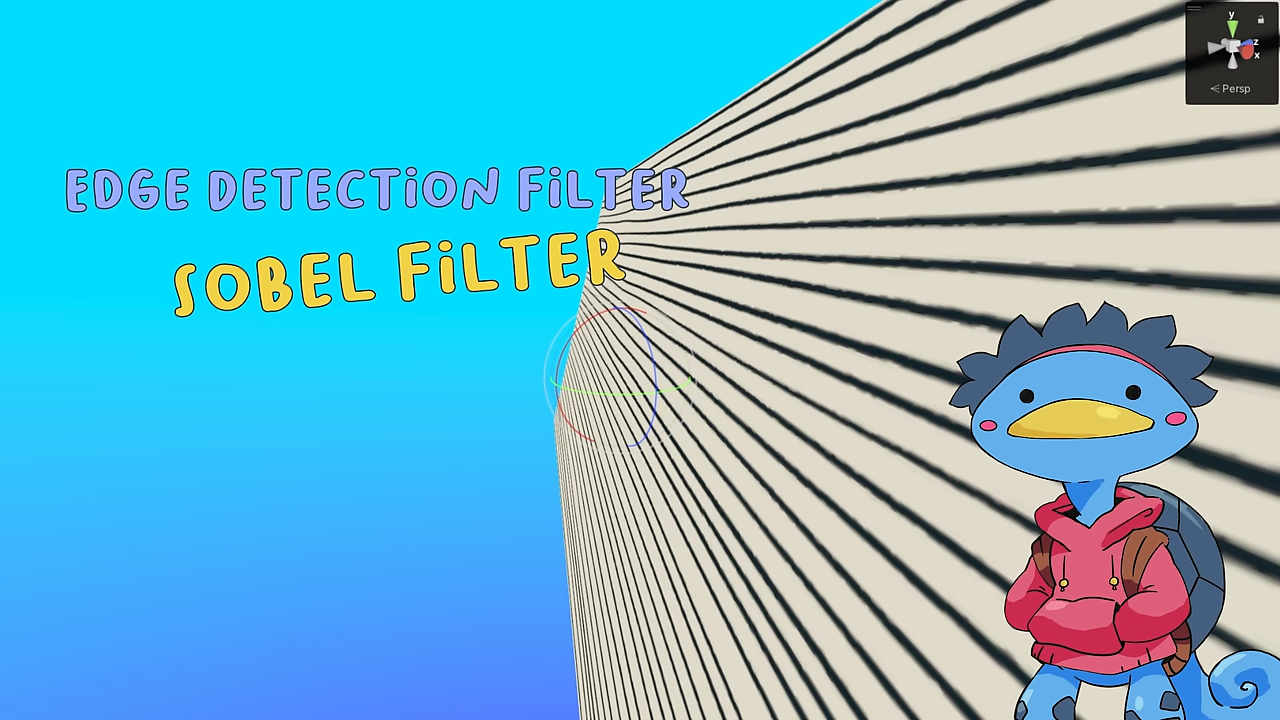 EDGE DETECTiON FiLTER
SOBEL FiLTER
y
z
x
Persp